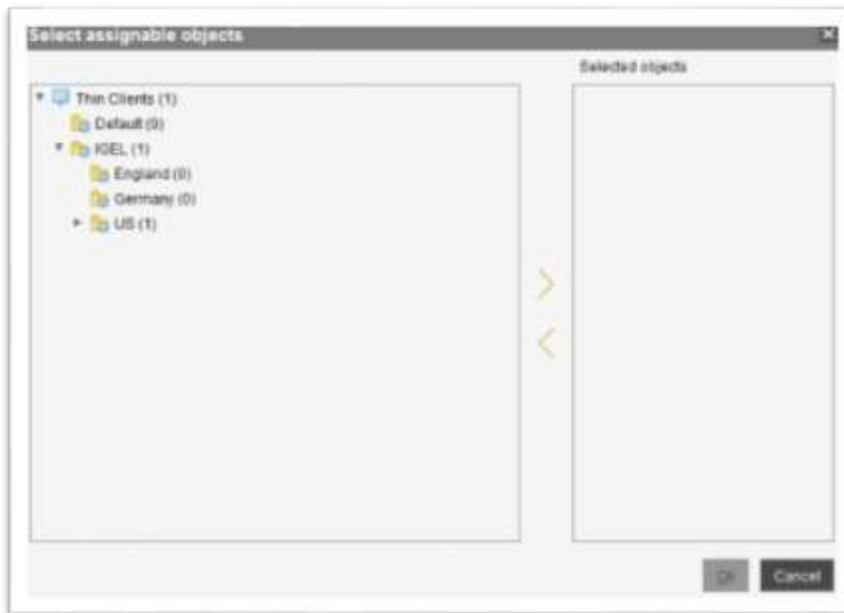 Select assignable objects
Selected objects
Thin Clients (1)
Default (0)
IGEL (1)
England (0)
Germany (0)
US (1)
Ok Cancel